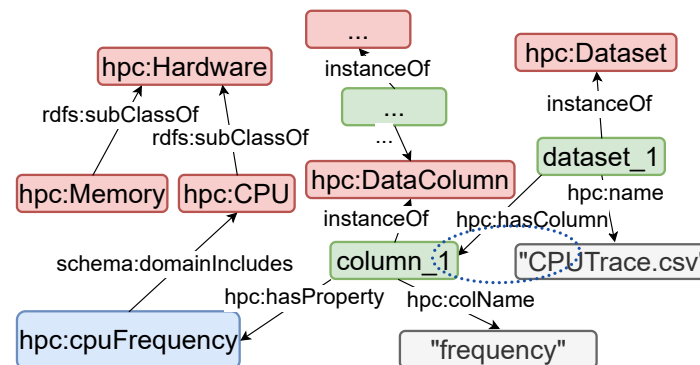 ...
hpc:Hardware
hpc:Dataset
instanceOf
rdfs:subClassOf
instanceOf
...
rdfs:subClassOf
...
dataset_1
hpc:Memory
hpc:CPU
hpc:DataColumn
hpc:name
instanceOf
hpc:hasColumn
schema:domainIncludes
column_1
"CPUTrace.csv"
hpc:hasProperty
hpc:colName
hpc:cpuFrequency
"frequency"